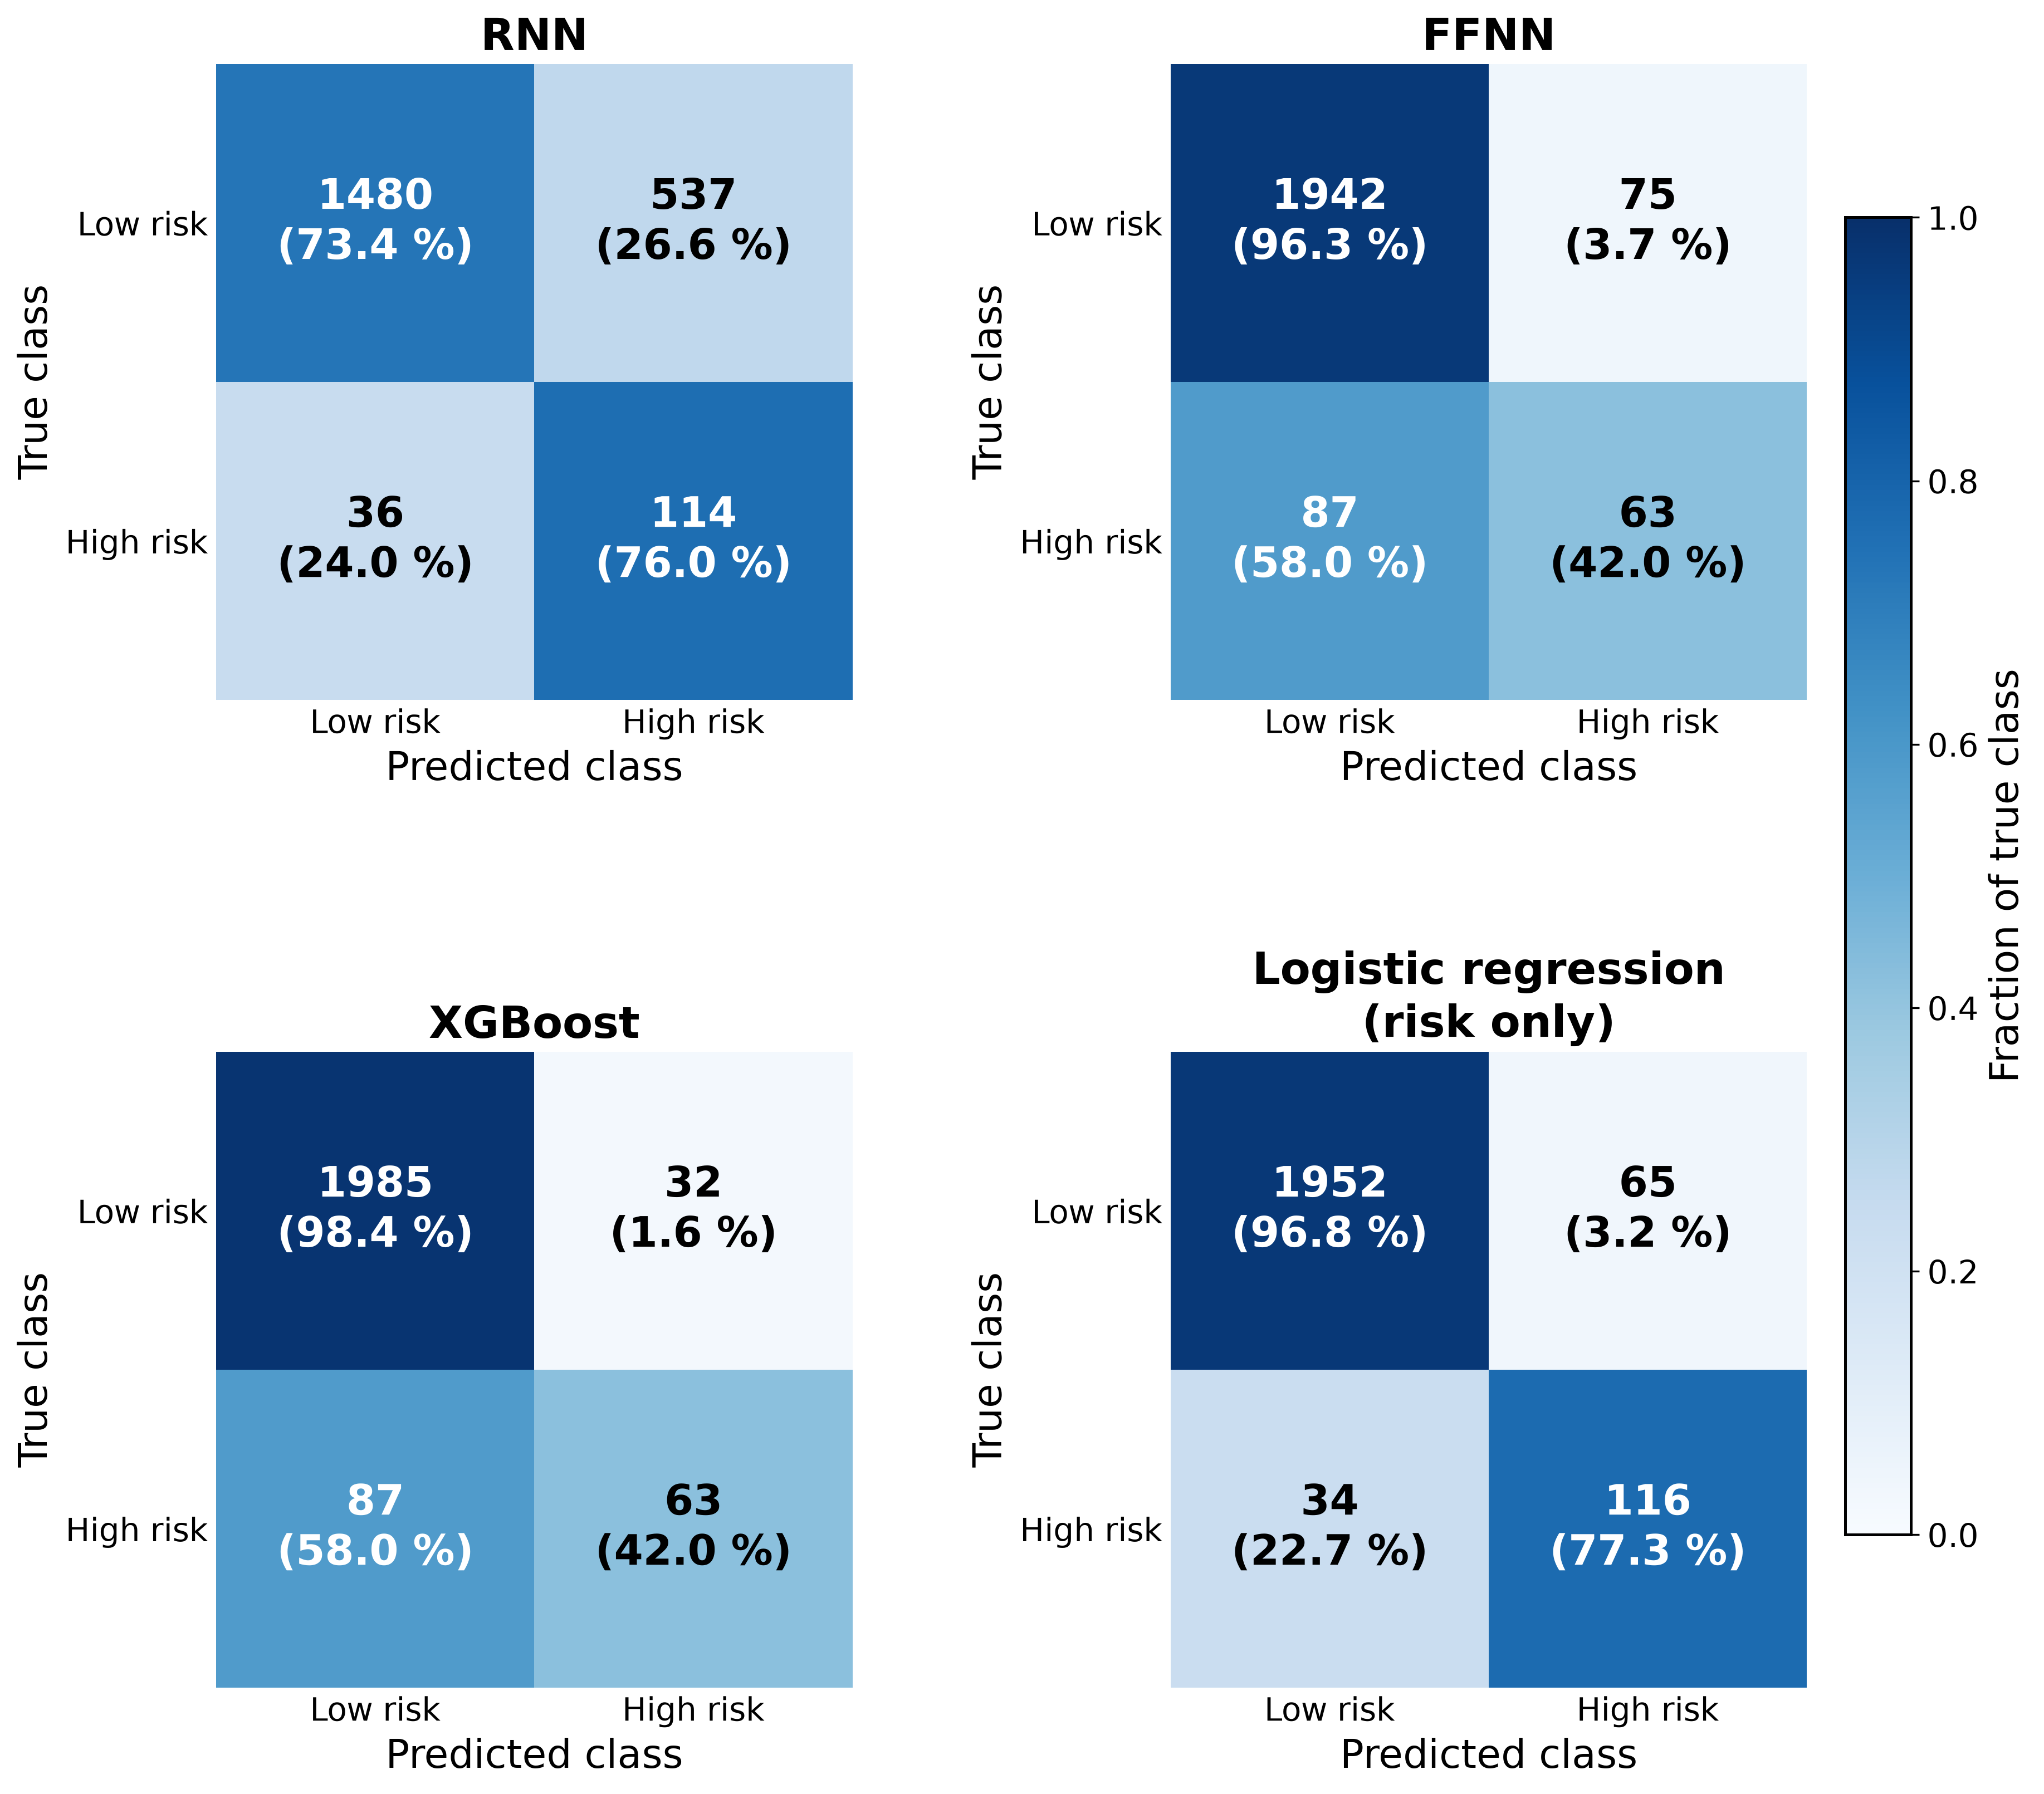 RNN
True class
Low risk
1480
(73.4 %)
537
(26.6 %)
High risk
36
(24.0 %)
114
(76.0 %)
Low risk
High risk
Predicted class
FFNN
True class
Low risk
1942
(96.3 %)
75
(3.7 %)
High risk
87
(58.0 %)
63
(42.0 %)
Low risk
High risk
Predicted class
XGBoost
True class
Low risk
1985
(98.4 %)
32
(1.6 %)
High risk
87
(58.0 %)
63
(42.0 %)
Low risk
High risk
Predicted class
Logistic regression
(risk only)
True class
Low risk
1952
(96.8 %)
65
(3.2 %)
High risk
34
(22.7 %)
116
(77.3 %)
Low risk
High risk
Predicted class
1.0
0.8
0.6
0.4
0.2
0.0
Fraction of true class